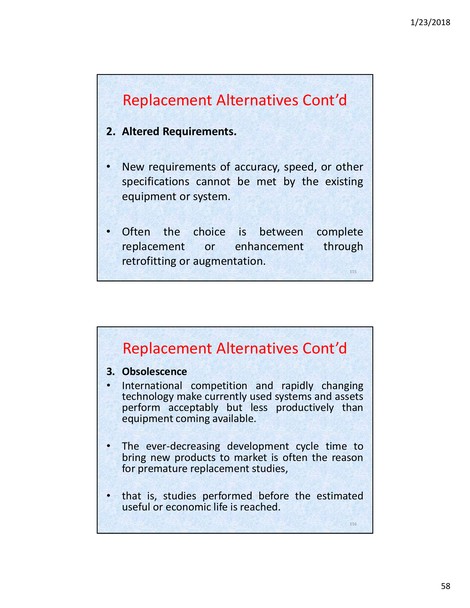 1/23/2018
Replacement Alternatives Cont’d
2. Altered Requirements.
• New requirements of accuracy, speed, or other
specifications cannot be met by the existing
equipment or system.
• Often the choice is between complete
replacement or enhancement through
retrofitting or augmentation.
Replacement Alternatives Cont’d
3. Obsolescence
• International competition and rapidly changing
technology make currently used systems and assets
perform acceptably but less productively than
equipment coming available.
• The ever-decreasing development cycle time to
bring new products to market is often the reason
for premature replacement studies,
• that is, studies performed before the estimated
useful or economic life is reached.
58